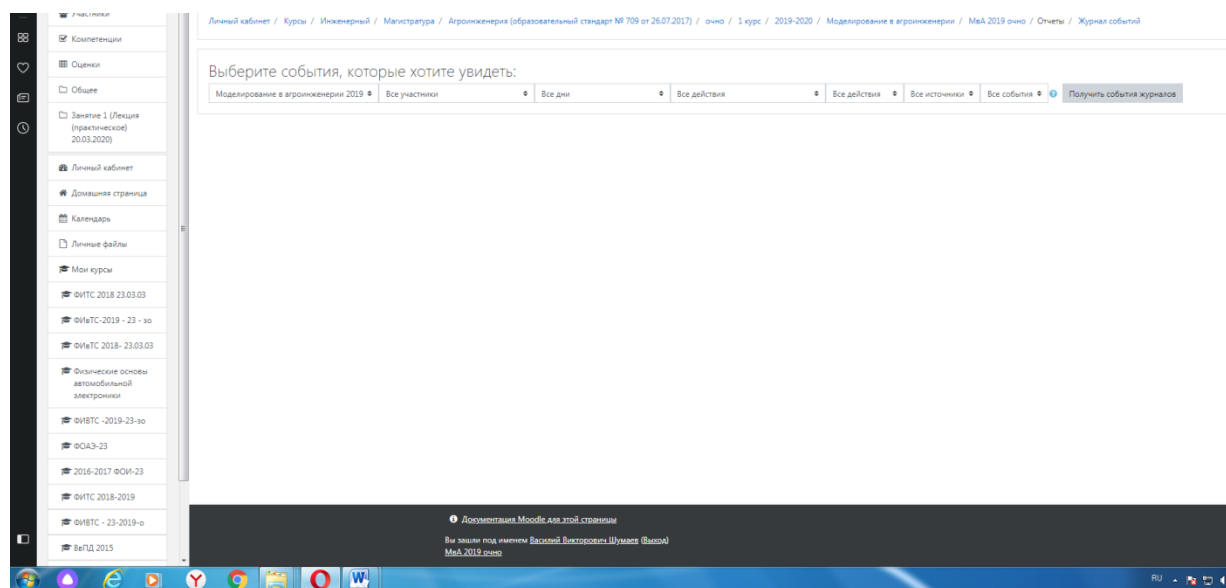 Участники
Компетенции
Оценки
Общее
Занятие 1 (Лекция
(практическое)
20.03.2020)
Личный кабинет
Домашняя страница
Календарь
Личные файлы
Мои курсы
ФИТС 2018 23.03.03
ФИвТС-2019 - 23 - зо
ФИвТС 2018- 23.03.03
Физические основы
автомобильной
электроники
ФИВТС -2019-23-зо
ФОАЭ-23
2016-2017 ФОИ-23
ФИТС 2018-2019
ФИВТС - 23-2019-о
ВвПД 2015
Личный кабинет / Курсы / Инженерный / Магистратура / Агроинженерия (образовательный стандарт № 709 от 26.07.2017) / очно / 1 курс / 2019-2020 / Моделирование в агроинженерии / МвА 2019 очно / Отчеты / Журнал событий
Выберите события, которые хотите увидеть:
Моделирование в агроинженерии 2019 Все участники Все дни Все действия Все действия Все источники Все события Получить события журналов
Документация Moodle для этой страницы
Вы зашли под именем Василий Викторович Шумаев (Выход)
МвА 2019 очно
RU